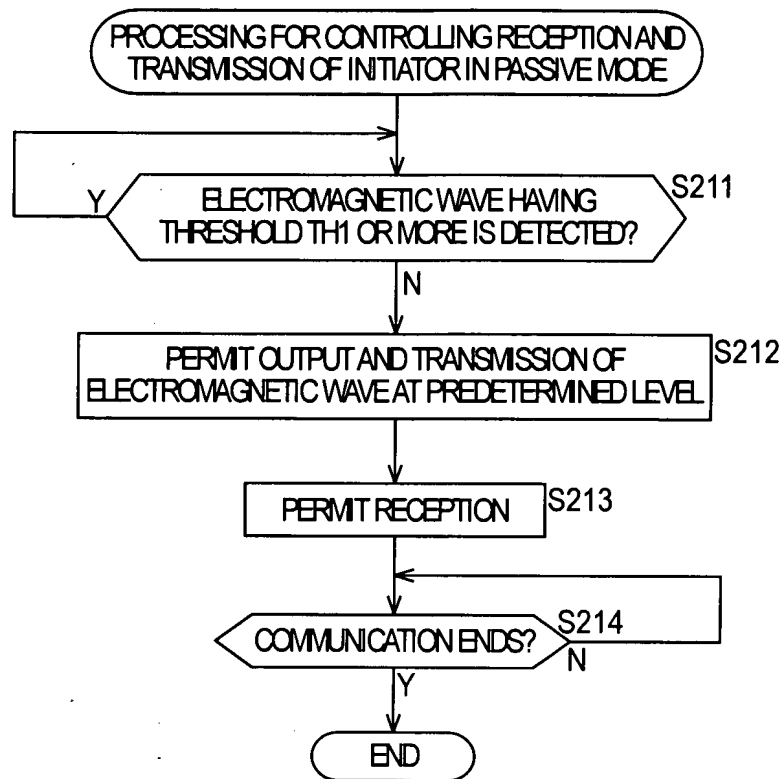 PROCESSING FOR CONTROLLING RECEPTION AND
TRANSMISSION OF INITIATOR IN PASSIVE MODE
S211
Y
ELECTROMAGNETIC WAVE HAVING
THRESHOLD TH1 OR MORE IS DETECTED?
N
S212
PERMIT OUTPUT AND TRANSMISSION OF
ELECTROMAGNETIC WAVE AT PREDETERMINED LEVEL
S213
PERMIT RECEPTION
S214
COMMUNICATION ENDS?
N
Y
END